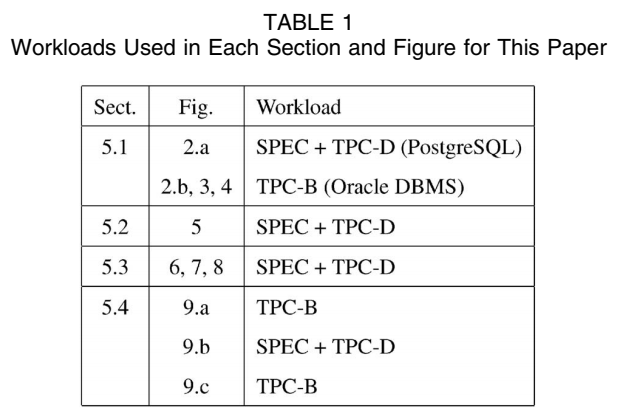 TABLE 1
Workloads Used in Each Section and Figure for This Paper
Sect. Fig. Workload
5.1 2.a SPEC + TPC-D (PostgreSQL)
2.b, 3, 4 TPC-B (Oracle DBMS)
5.2 5 SPEC + TPC-D
5.3 6, 7, 8 SPEC + TPC-D
5.4 9.a TPC-B
9.b SPEC + TPC-D
9.c TPC-B